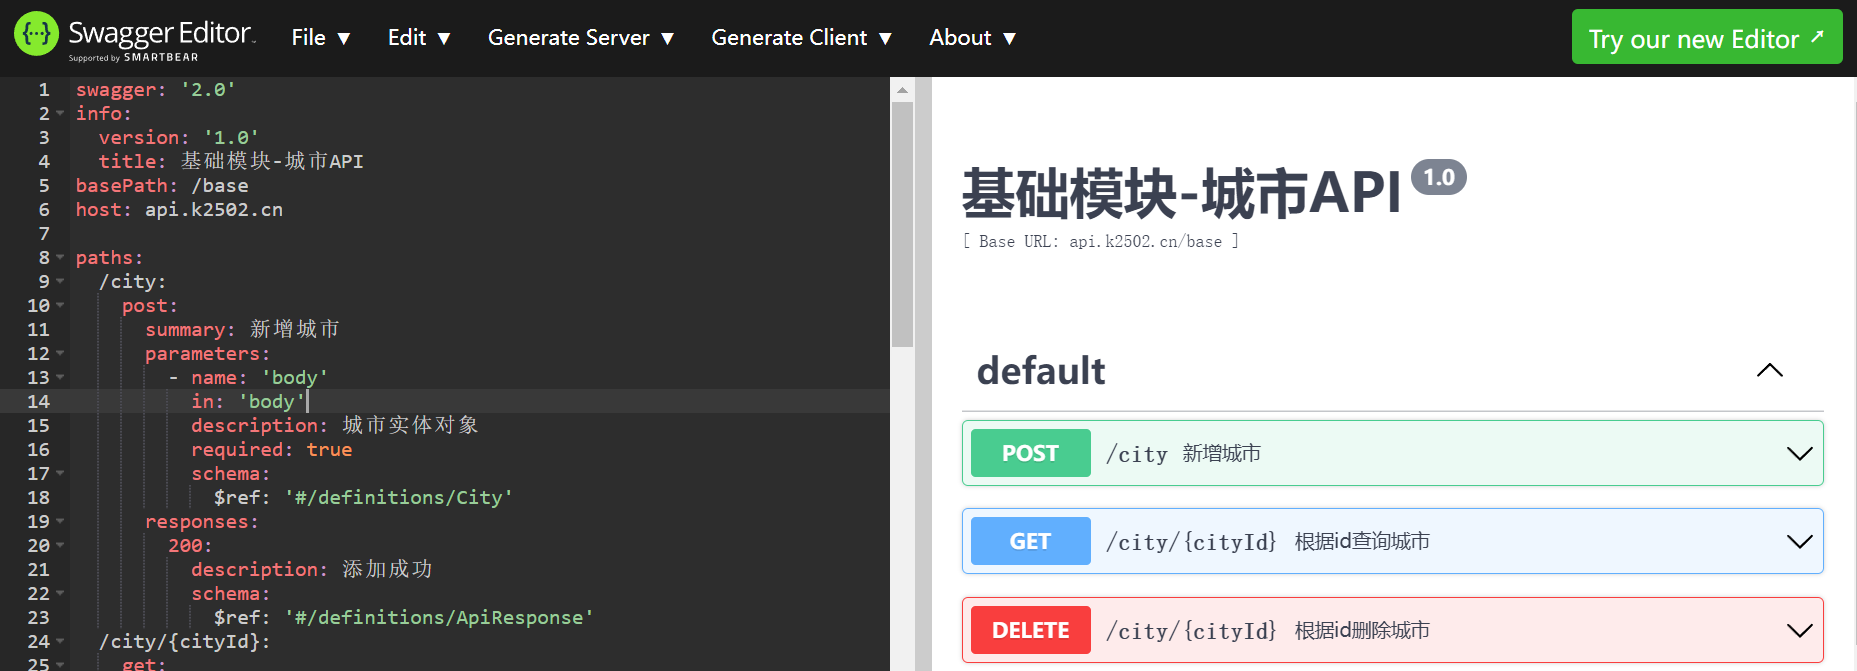 Swagger Editor
Supported by SMARTBEAR
File ▼ Edit ▼ Generate Server ▼ Generate Client ▼ About ▼
Try our new Editor ↗
1 swagger: '2.0'
2 info:
3   version: '1.0'
4   title: 基础模块-城市API
5 basePath: /base
6 host: api.k2502.cn
7
8 paths:
9   /city:
10     post:
11       summary: 新增城市
12       parameters:
13         - name: 'body'
14           in: 'body'
15           description: 城市实体对象
16           required: true
17           schema:
18             $ref: '#/definitions/City'
19       responses:
20         200:
21           description: 添加成功
22           schema:
23             $ref: '#/definitions/ApiResponse'
24   /city/{cityId}:
25     get:
基础模块-城市API 1.0
[ Base URL: api.k2502.cn/base ]
default
POST /city 新增城市
GET /city/{cityId} 根据id查询城市
DELETE /city/{cityId} 根据id删除城市